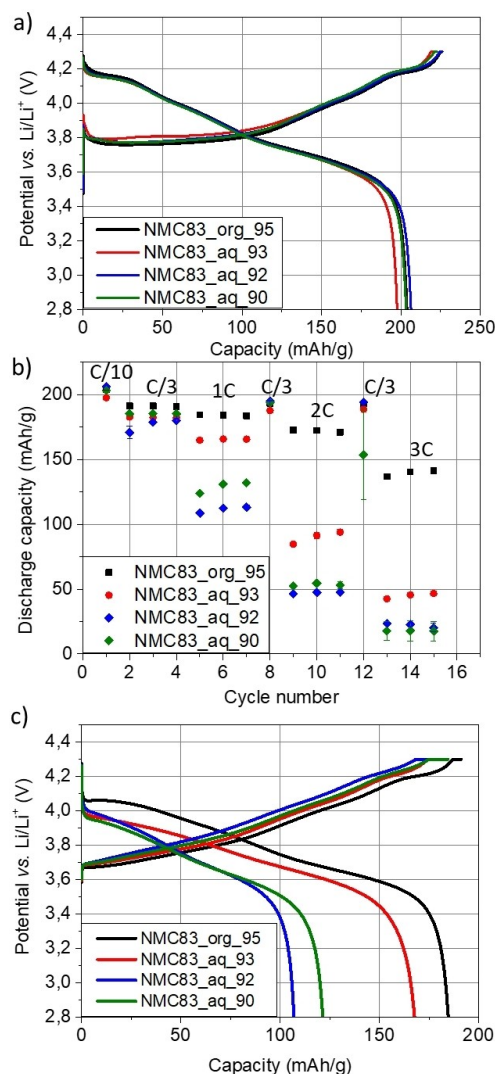 a)
4,4
4,2
4,0
3,8
3,6
3,4
3,2
3,0
2,8
Potential vs. Li/Li⁺ (V)
NMC83_org_95
NMC83_aq_93
NMC83_aq_92
NMC83_aq_90
0 50 100 150 200 250
Capacity (mAh/g)
b)
200
150
100
50
0
Discharge capacity (mAh/g)
C/10
C/3
1C
C/3
2C
C/3
3C
NMC83_org_95
NMC83_aq_93
NMC83_aq_92
NMC83_aq_90
0 2 4 6 8 10 12 14 16
Cycle number
c)
4,4
4,2
4,0
3,8
3,6
3,4
3,2
3,0
2,8
Potential vs. Li/Li⁺ (V)
NMC83_org_95
NMC83_aq_93
NMC83_aq_92
NMC83_aq_90
0 50 100 150 200
Capacity (mAh/g)